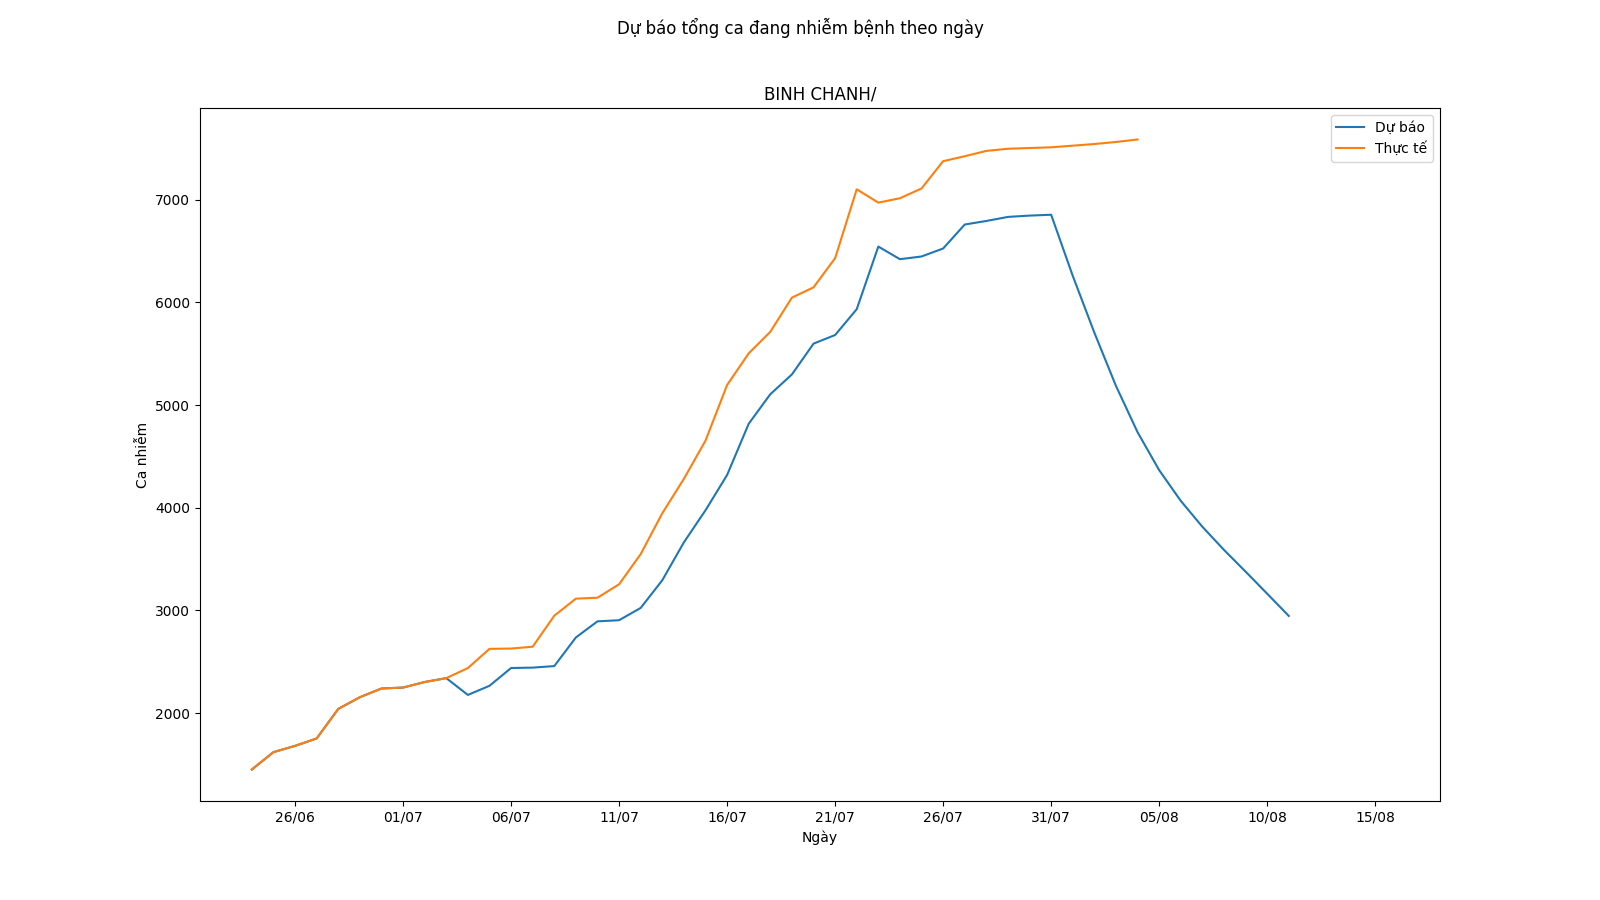 Dự báo tổng ca đang nhiễm bệnh theo ngày
BINH CHANH/
Dự báo
Thực tế
7000
6000
5000
4000
3000
2000
Ca nhiễm
26/06 01/07 06/07 11/07 16/07 21/07 26/07 31/07 05/08 10/08 15/08
Ngày